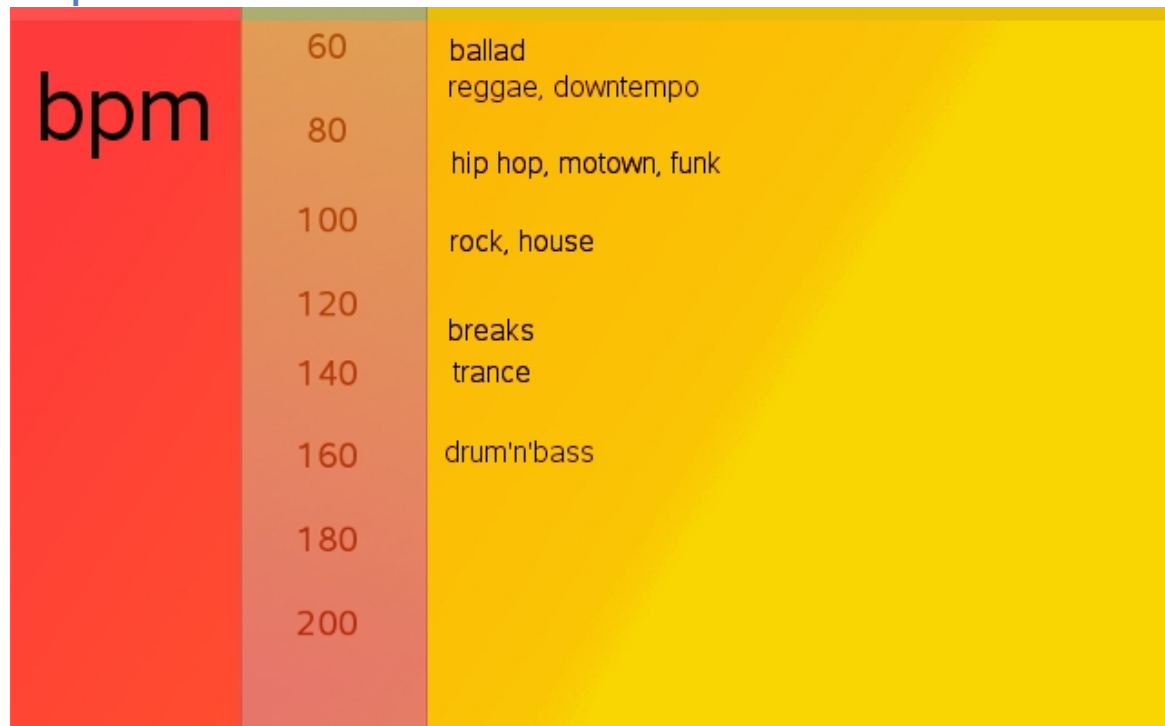 bpm
60
ballad
reggae, downtempo
80
hip hop, motown, funk
100
rock, house
120
breaks
140
trance
160
drum'n'bass
180
200